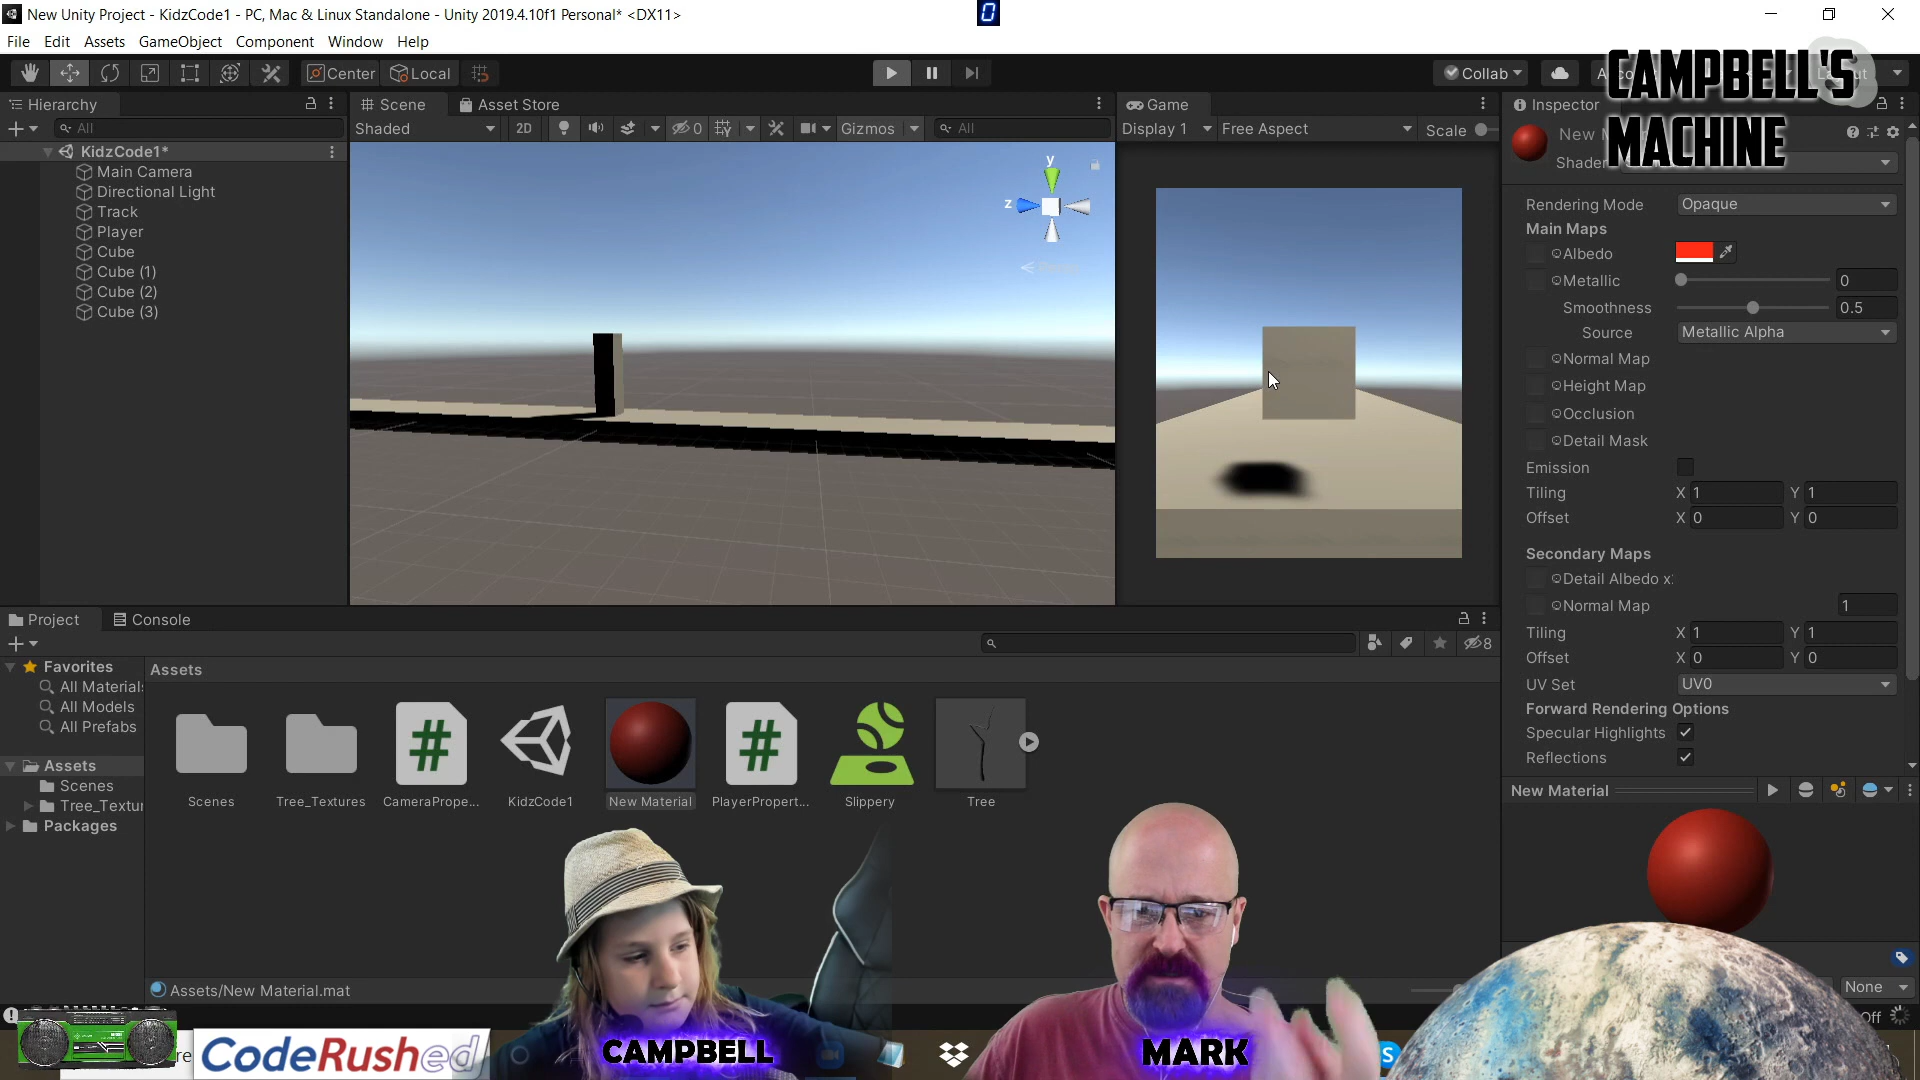 New Unity Project - KidzCode1 - PC, Mac & Linux Standalone - Unity 2019.4.10f1 Personal* <DX11>
0
File Edit Assets GameObject Component Window Help
Center Local
Collab
CAMPBELL'S
MACHINE
Hierarchy
All
KidzCode1*
Main Camera
Directional Light
Track
Player
Cube
Cube (1)
Cube (2)
Cube (3)
Scene Asset Store
Shaded 2D 0 Gizmos All
y
z
Persp
Game
Display 1 Free Aspect Scale
Inspector
New
Shader
Rendering Mode Opaque
Main Maps
Albedo
Metallic 0
Smoothness 0.5
Source Metallic Alpha
Normal Map
Height Map
Occlusion
Detail Mask
Emission
Tiling X 1 Y 1
Offset X 0 Y 0
Secondary Maps
Detail Albedo x
Normal Map 1
Tiling X 1 Y 1
Offset X 0 Y 0
UV Set UV0
Forward Rendering Options
Specular Highlights
Reflections
New Material
None
Off
Project Console
8
Favorites
All Material
All Models
All Prefabs
Assets
Scenes
Tree_Textur
Packages
Assets
Scenes Tree_Textures CameraPrope... KidzCode1 New Material PlayerPropert... Slippery Tree
Assets/New Material.mat
CodeRushed
CAMPBELL
MARK
S